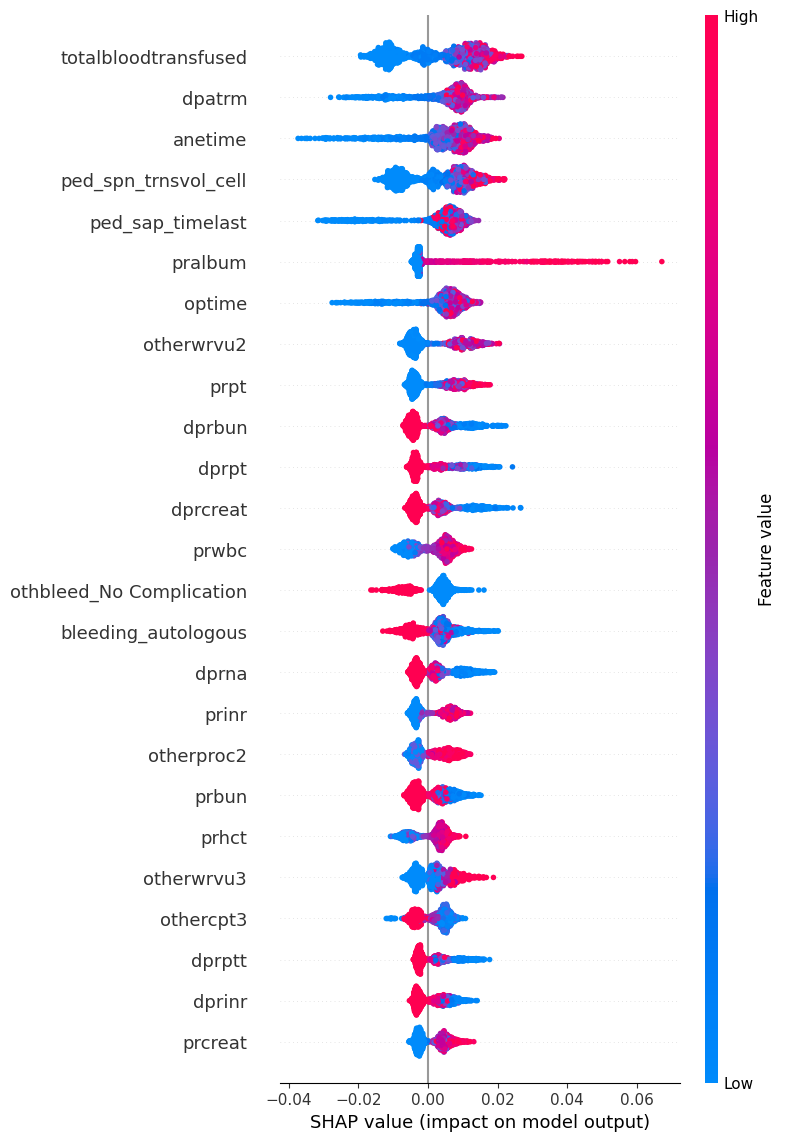 High
totalbloodtransfused
dpatrm
anetime
ped_spn_trnsvol_cell
ped_sap_timelast
pralbum
optime
otherwrvu2
prpt
dprbun
dprpt
dprcreat
prwbc
othbleed_No Complication
bleeding_autologous
dprna
prinr
otherproc2
prbun
prhct
otherwrvu3
othercpt3
dprptt
dprinr
prcreat
Feature value
Low
−0.04 −0.02 0.00 0.02 0.04 0.06
SHAP value (impact on model output)